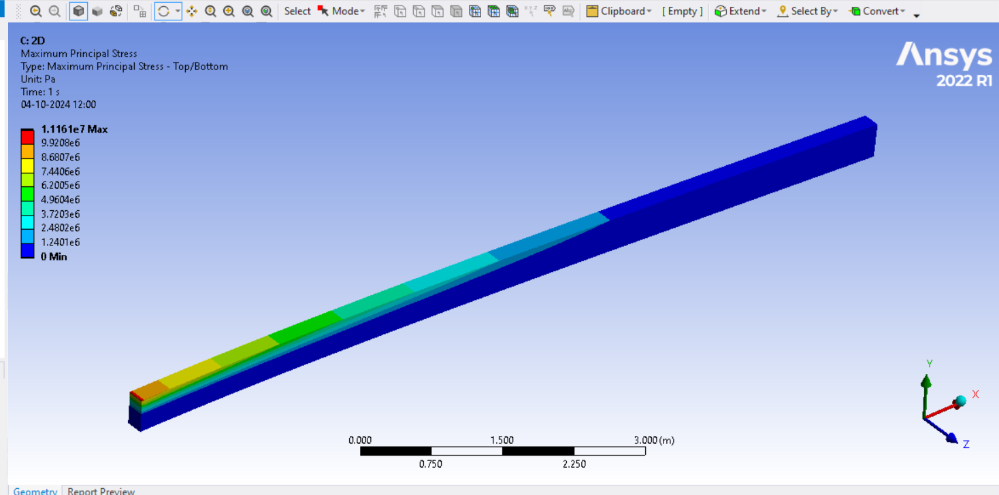 Select Mode Clipboard [ Empty ] Extend Select By Convert
C: 2D
Maximum Principal Stress
Type: Maximum Principal Stress - Top/Bottom
Unit: Pa
Time: 1 s
04-10-2024 12:00
Ansys
2022 R1
1.1161e7 Max
9.9208e6
8.6807e6
7.4406e6
6.2005e6
4.9604e6
3.7203e6
2.4802e6
1.2401e6
0 Min
Y
X
Z
0.000 1.500 3.000 (m)
0.750 2.250
Geometry Report Preview